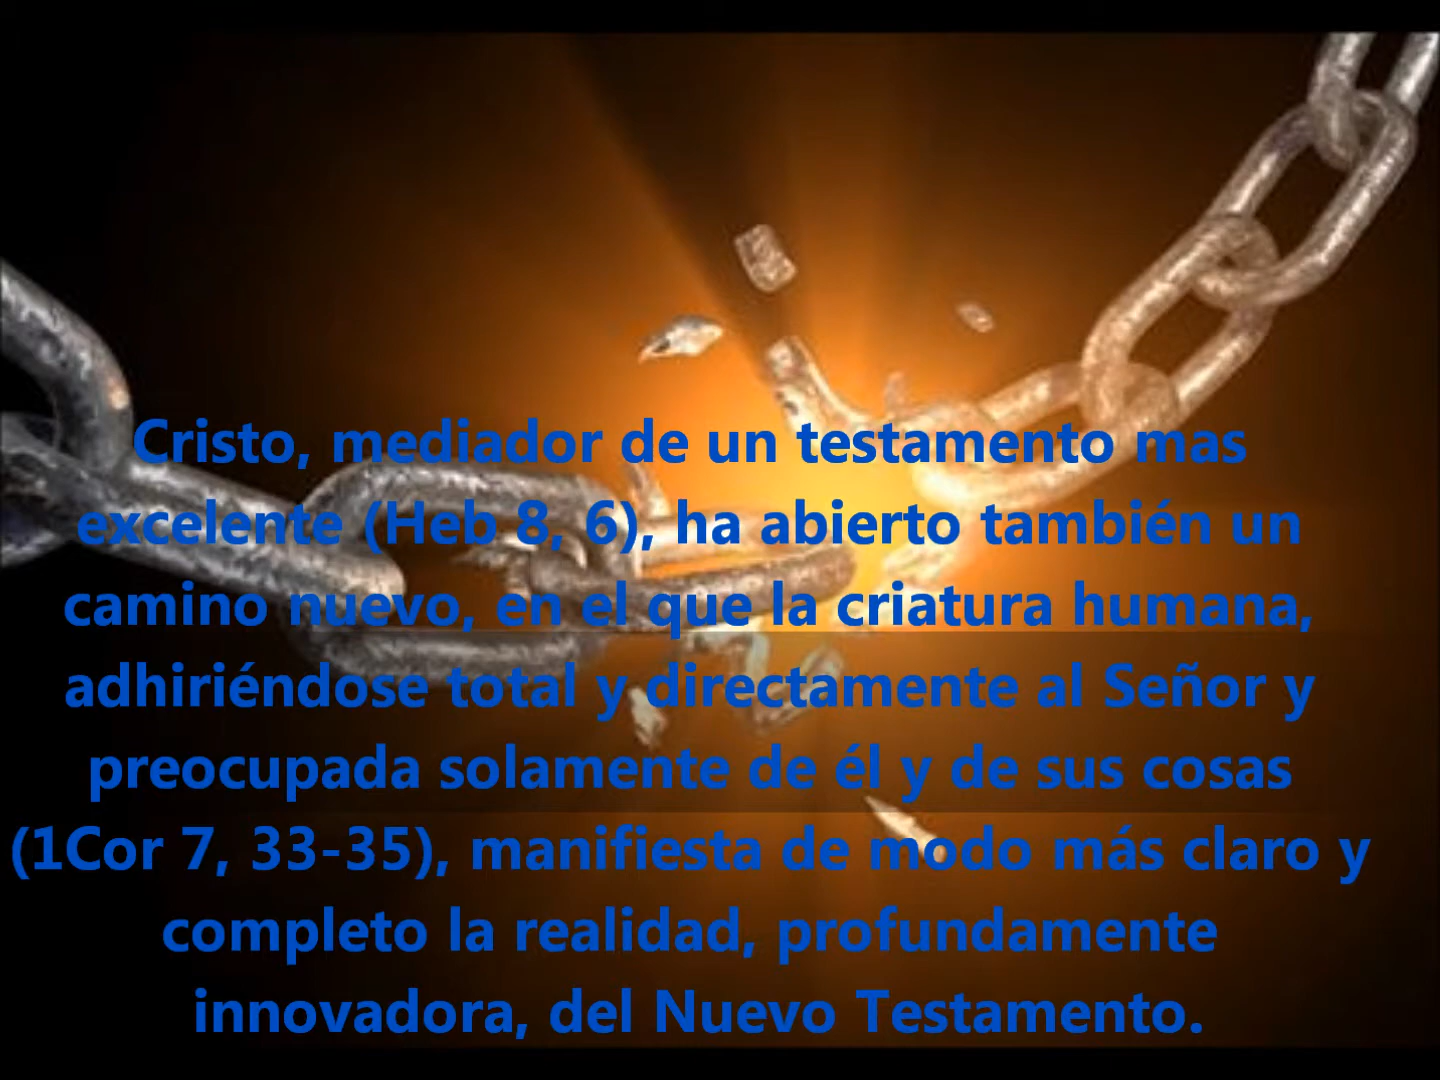 Cristo, mediador de un testamento mas
excelente (Heb 8, 6), ha abierto también un
camino nuevo, en el que la criatura humana,
adhiriéndose total y directamente al Señor y
preocupada solamente de él y de sus cosas
(1Cor 7, 33-35), manifiesta de modo más claro y
completo la realidad, profundamente
innovadora, del Nuevo Testamento.